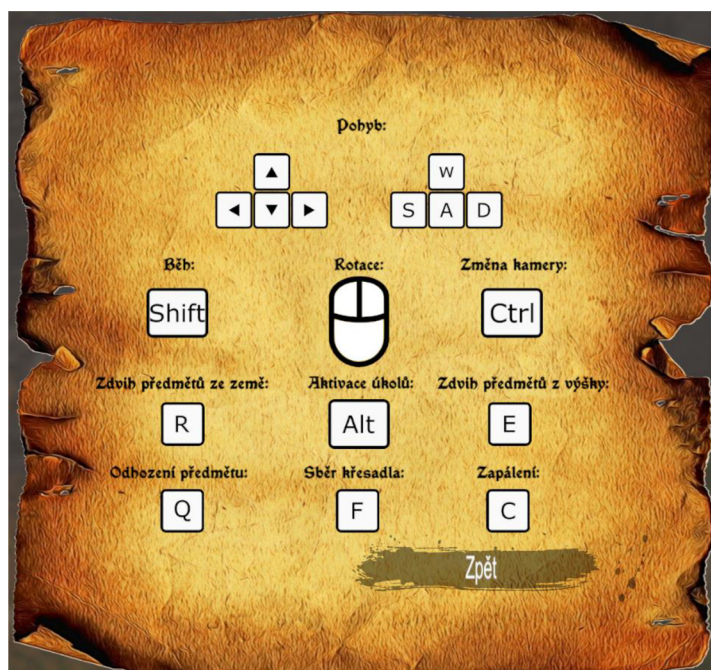 Pohyb:
▲ W
◄ ▼ ► S A D
Běh: Rotace: Změna kamery:
Shift Ctrl
Zdvih předmětů ze země: Aktivace úkolů: Zdvih předmětů z výšky:
R Alt E
Odhození předmětu: Sběr křesadla: Zapálení:
Q F C
Zpět